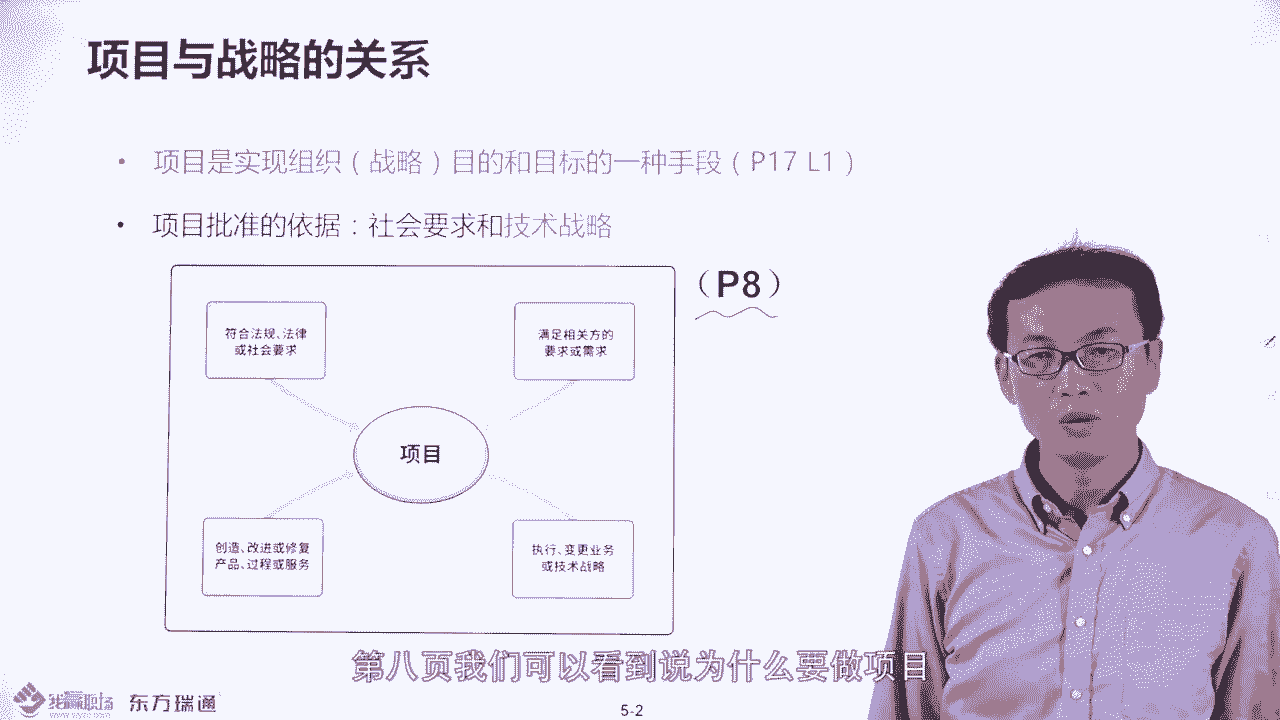 项目与战略的关系
• 项目是实现组织（战略）目的和目标的一种手段（P17 L1）
• 项目批准的依据：社会要求和技术战略
（P8）
符合法规、法律
或社会要求
满足相关方的
要求或需求
项目
创造、改进或修复
产品、过程或服务
执行、变更业务
或技术战略
第八页我们可以看到说为什么要做项目
我赢职场
东方瑞通
5-2